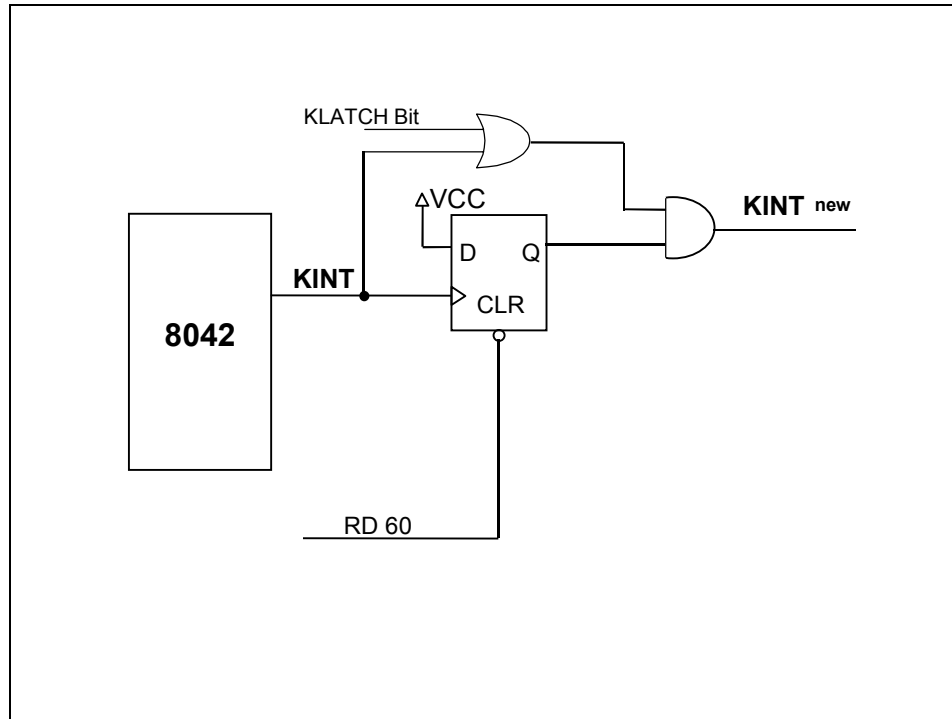 KLATCH Bit
VCC
KINT new
D Q
KINT
CLR
8042
RD 60